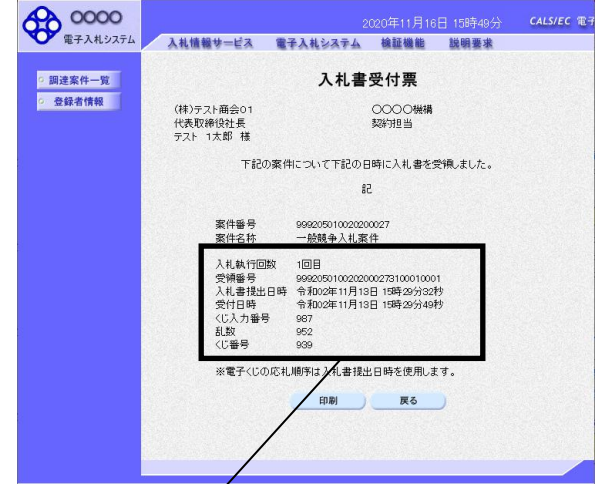 OOOO
電子入札システム
2020年11月16日 15時49分
CALS/EC 電子
入札情報サービス 電子入札システム 検証機能 説明要求
調達案件一覧
登録者情報
入札書受付票
(株)テスト商会01 〇〇〇〇機構
代表取締役社長 契約担当
テスト 1太郎 様
下記の案件について下記の日時に入札書を受領しました。
記
案件番号 999205010020200027
案件名称 一般競争入札案件
入札執行回数 1回目
受領番号 9992050100202000273100010001
入札書提出日時 令和02年11月13日 15時29分32秒
受付日時 令和02年11月13日 15時29分49秒
くじ入力番号 987
乱数 952
くじ番号 939
※電子くじの応札順序は入札書提出日時を使用します。
印刷 戻る